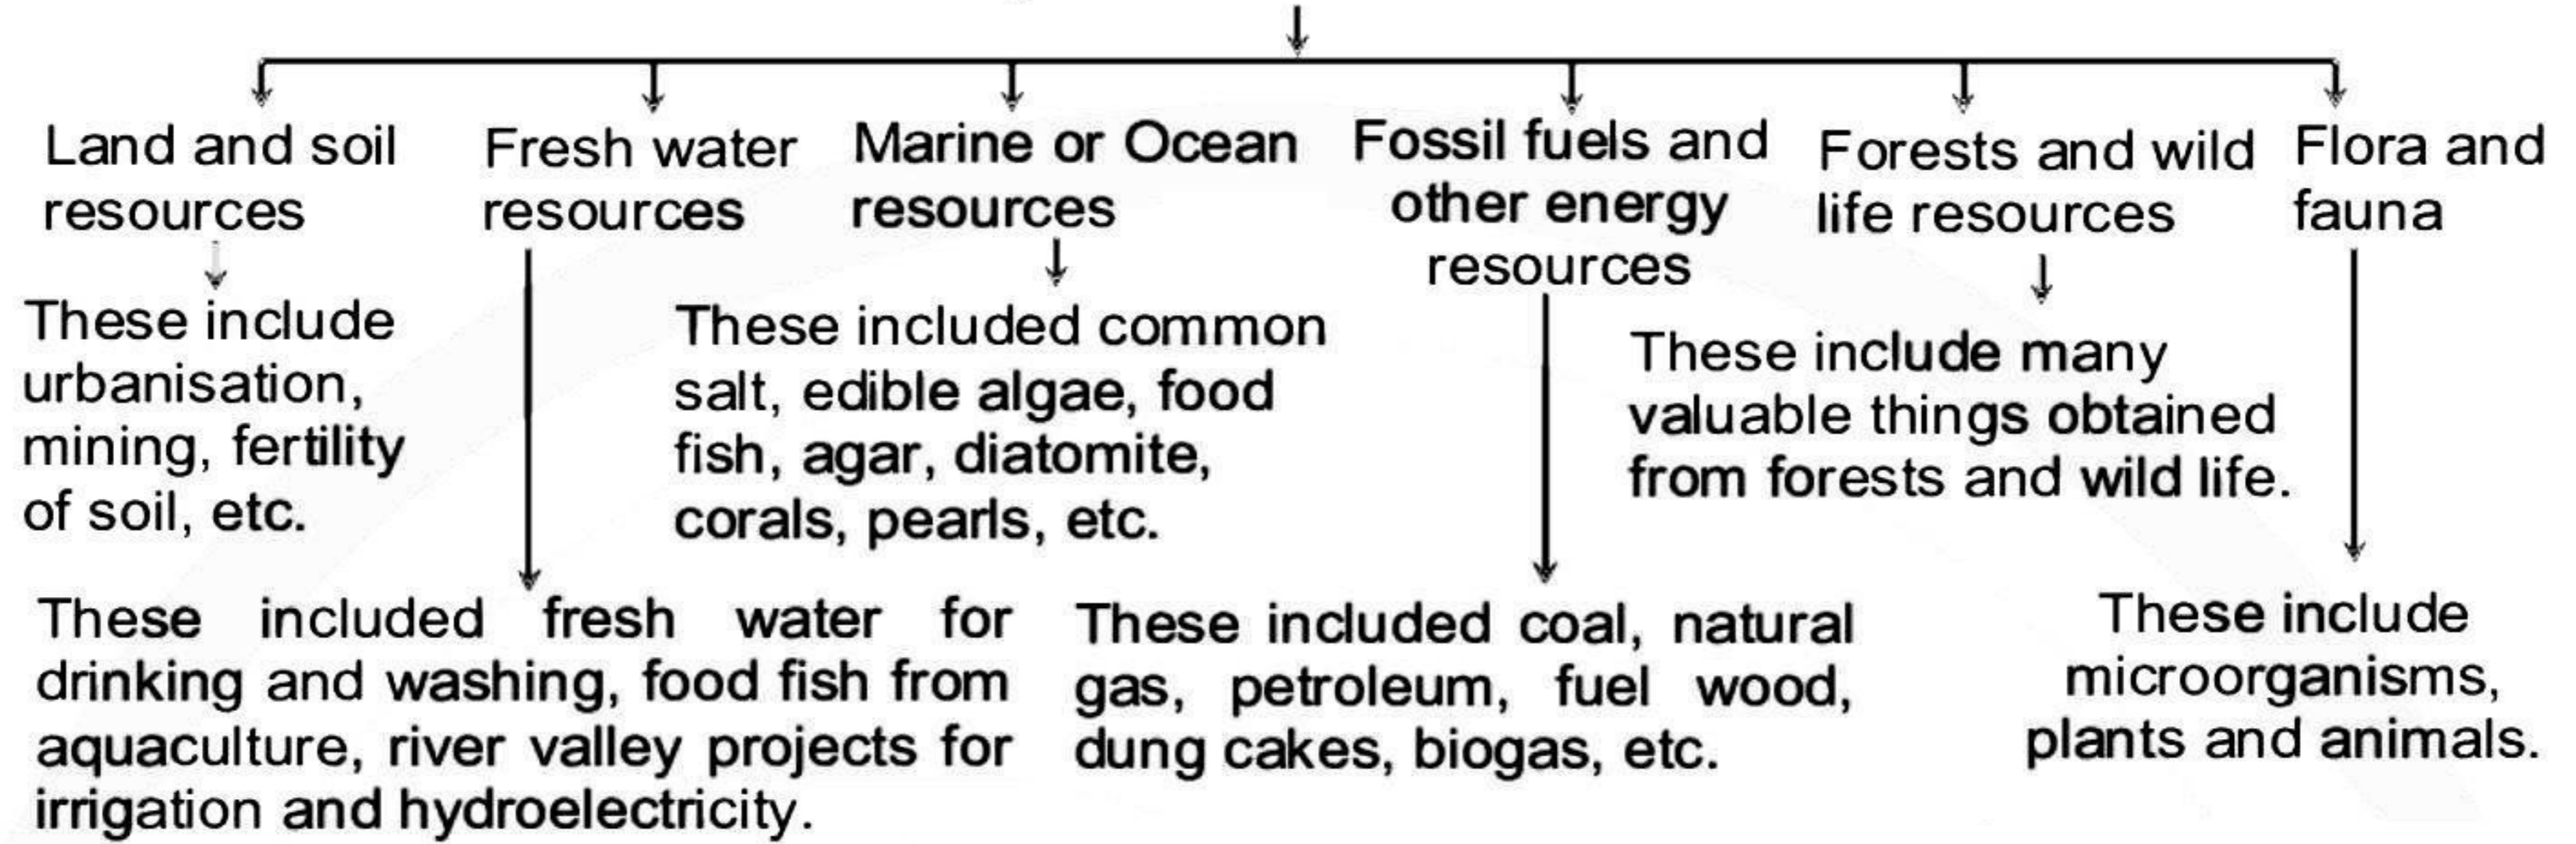 Land and soil
resources
Fresh water
resources
Marine or Ocean
resources
Fossil fuels and
other energy
resources
Forests and wild
life resources
Flora and
fauna
These include
urbanisation,
mining, fertility
of soil, etc.
These included common
salt, edible algae, food
fish, agar, diatomite,
corals, pearls, etc.
These include many
valuable things obtained
from forests and wild life.
These included fresh water for
drinking and washing, food fish from
aquaculture, river valley projects for
irrigation and hydroelectricity.
These included coal, natural
gas, petroleum, fuel wood,
dung cakes, biogas, etc.
These include
microorganisms,
plants and animals.